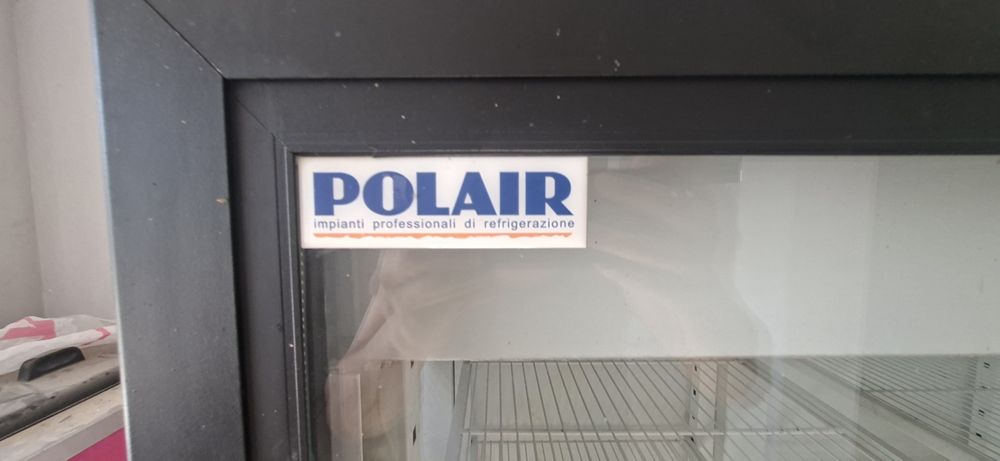 POLAIR
impianti professionali di refrigerazione